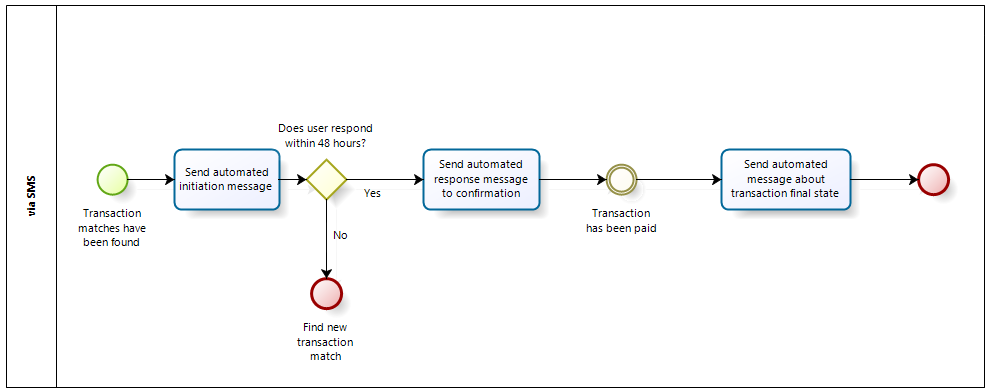 via SMS
Transaction
matches have
been found
Send automated
initiation message
Does user respond
within 48 hours?
Yes
No
Find new
transaction
match
Send automated
response message
to confirmation
Transaction
has been paid
Send automated
message about
transaction final state